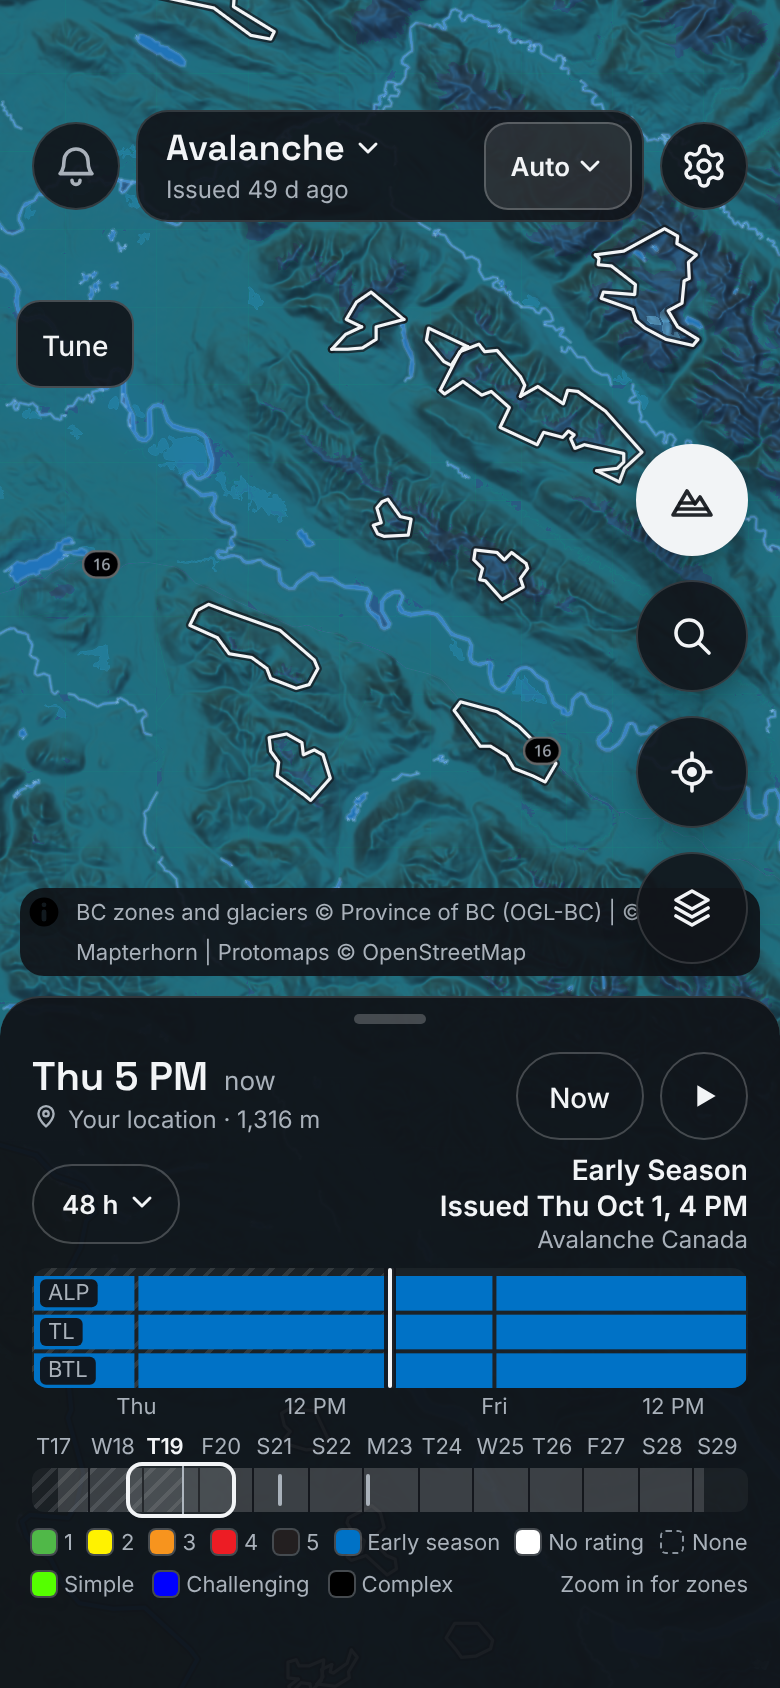 Avalanche
Issued 49 d ago
Auto
Tune
16
16
BC zones and glaciers © Province of BC (OGL-BC) | ©
Mapterhorn | Protomaps © OpenStreetMap
Thu 5 PM now
Your location · 1,316 m
Now
48 h
Early Season
Issued Thu Oct 1, 4 PM
Avalanche Canada
ALP
TL
BTL
Thu 12 PM Fri 12 PM
T17 W18 T19 F20 S21 S22 M23 T24 W25 T26 F27 S28 S29
1 2 3 4 5 Early season No rating None
Simple Challenging Complex Zoom in for zones